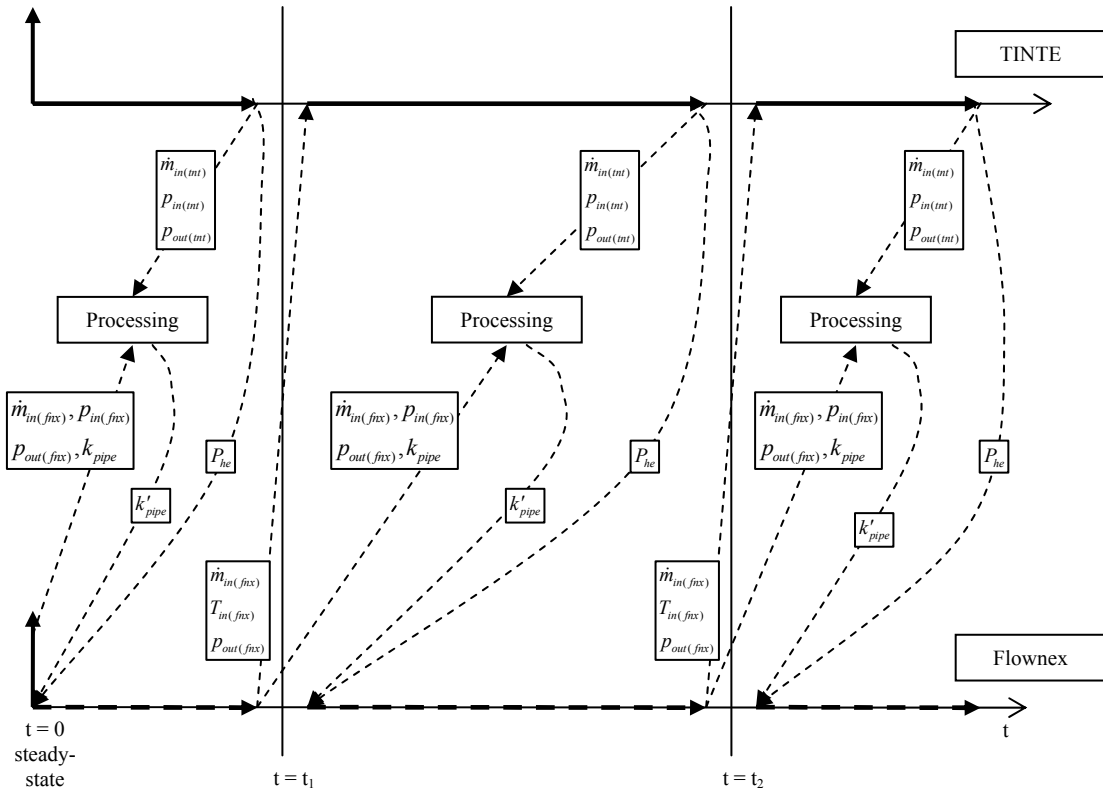 TINTE
ṁin(tnt)
pin(tnt)
pout(tnt)
ṁin(tnt)
pin(tnt)
pout(tnt)
ṁin(tnt)
pin(tnt)
pout(tnt)
Processing
Processing
Processing
ṁin(fnx), pin(fnx)
pout(fnx), kpipe
ṁin(fnx), pin(fnx)
pout(fnx), kpipe
ṁin(fnx), pin(fnx)
pout(fnx), kpipe
Phe
Phe
Phe
k′pipe
k′pipe
k′pipe
ṁin(fnx)
Tin(fnx)
pout(fnx)
ṁin(fnx)
Tin(fnx)
pout(fnx)
Flownex
t = 0
steady-
state
t
t = t1
t = t2